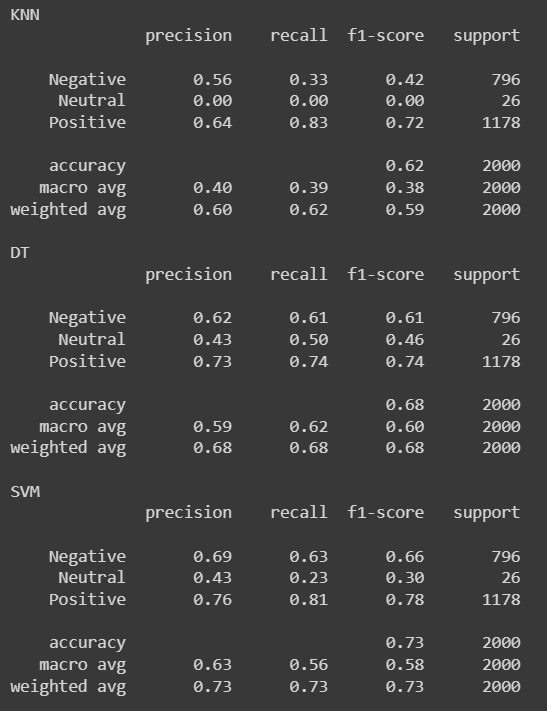 KNN
precision recall f1-score support
Negative 0.56 0.33 0.42 796
Neutral 0.00 0.00 0.00 26
Positive 0.64 0.83 0.72 1178
accuracy 0.62 2000
macro avg 0.40 0.39 0.38 2000
weighted avg 0.60 0.62 0.59 2000
DT
precision recall f1-score support
Negative 0.62 0.61 0.61 796
Neutral 0.43 0.50 0.46 26
Positive 0.73 0.74 0.74 1178
accuracy 0.68 2000
macro avg 0.59 0.62 0.60 2000
weighted avg 0.68 0.68 0.68 2000
SVM
precision recall f1-score support
Negative 0.69 0.63 0.66 796
Neutral 0.43 0.23 0.30 26
Positive 0.76 0.81 0.78 1178
accuracy 0.73 2000
macro avg 0.63 0.56 0.58 2000
weighted avg 0.73 0.73 0.73 2000